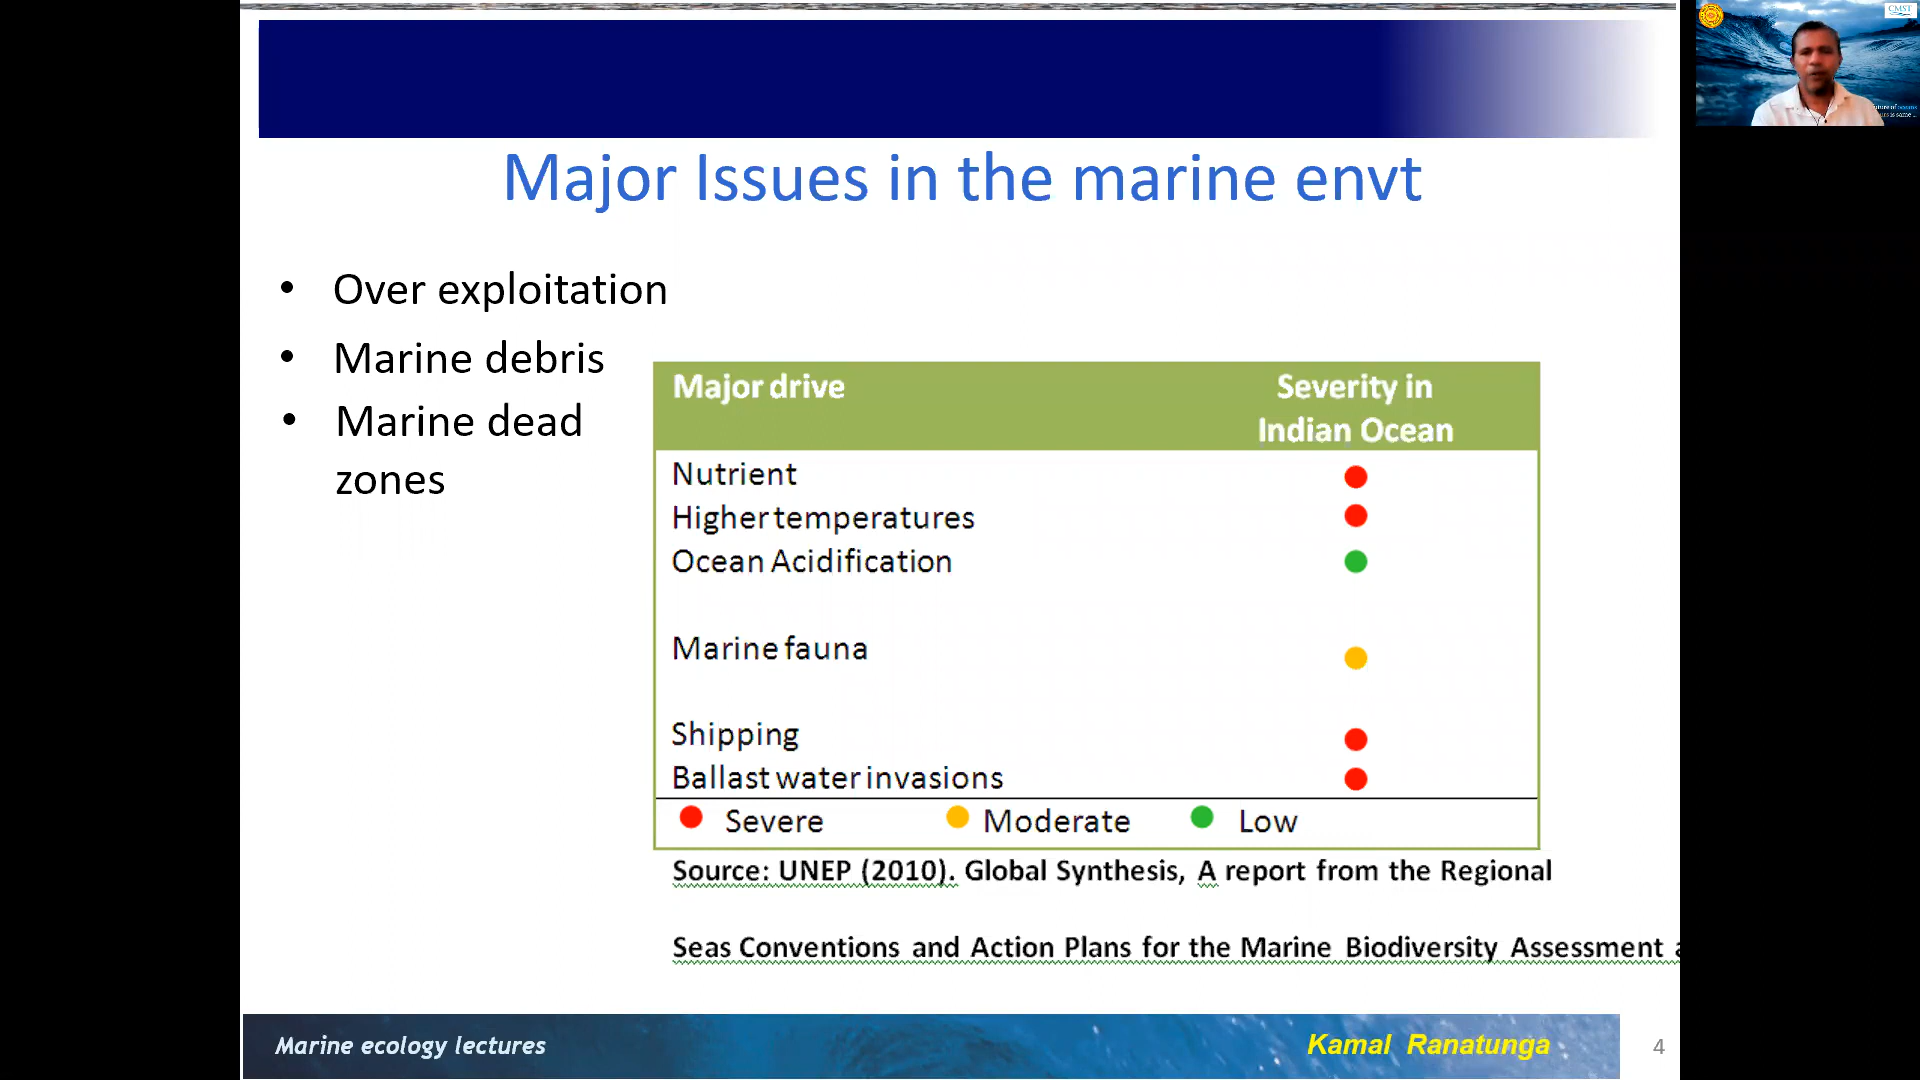 CMST
Major Issues in the marine envt
• Over exploitation
• Marine debris
• Marine dead
zones
Major drive Severity in
Indian Ocean
Nutrient
Higher temperatures
Ocean Acidification
Marine fauna
Shipping
Ballast water invasions
Severe Moderate Low
Source: UNEP (2010). Global Synthesis, A report from the Regional
Seas Conventions and Action Plans for the Marine Biodiversity Assessment a
Marine ecology lectures
Kamal Ranatunga
4